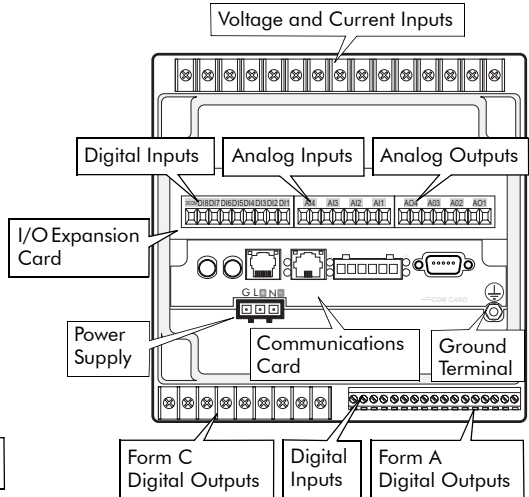 Voltage and Current Inputs
Digital Inputs
Analog Inputs
Analog Outputs
DI8 DI7 DI6 DI5 DI4 DI3 DI2 DI1
AI4 AI3 AI2 AI1
AO4 AO3 AO2 AO1
I/O Expansion
Card
G L N
COM CARD
Power
Supply
Communications
Card
Ground
Terminal
Form C
Digital Outputs
Digital
Inputs
Form A
Digital Outputs